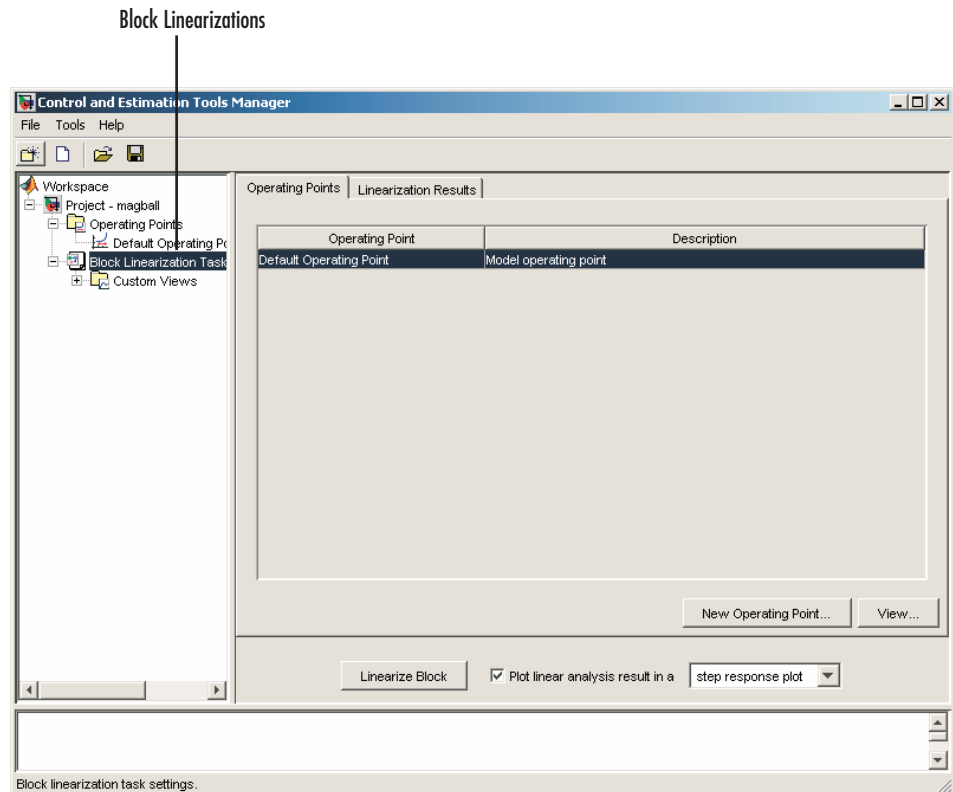 Block Linearizations
Control and Estimation Tools Manager
File Tools Help
Workspace
Project - magball
Operating Points
Default Operating Po
Block Linearization Task
Custom Views
Operating Points Linearization Results
Operating Point Description
Default Operating Point Model operating point
New Operating Point... View...
Linearize Block Plot linear analysis result in a step response plot
Block linearization task settings.